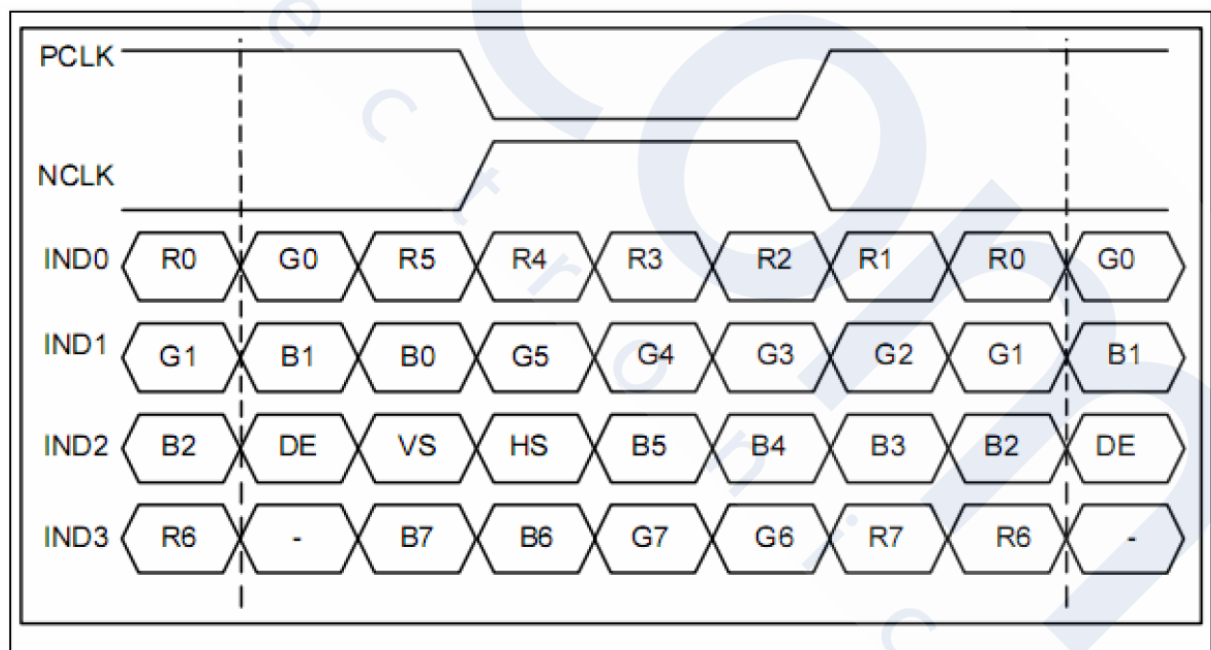 PCLK
NCLK
IND0 R0 G0 R5 R4 R3 R2 R1 R0 G0
IND1 G1 B1 B0 G5 G4 G3 G2 G1 B1
IND2 B2 DE VS HS B5 B4 B3 B2 DE
IND3 R6 - B7 B6 G7 G6 R7 R6 -